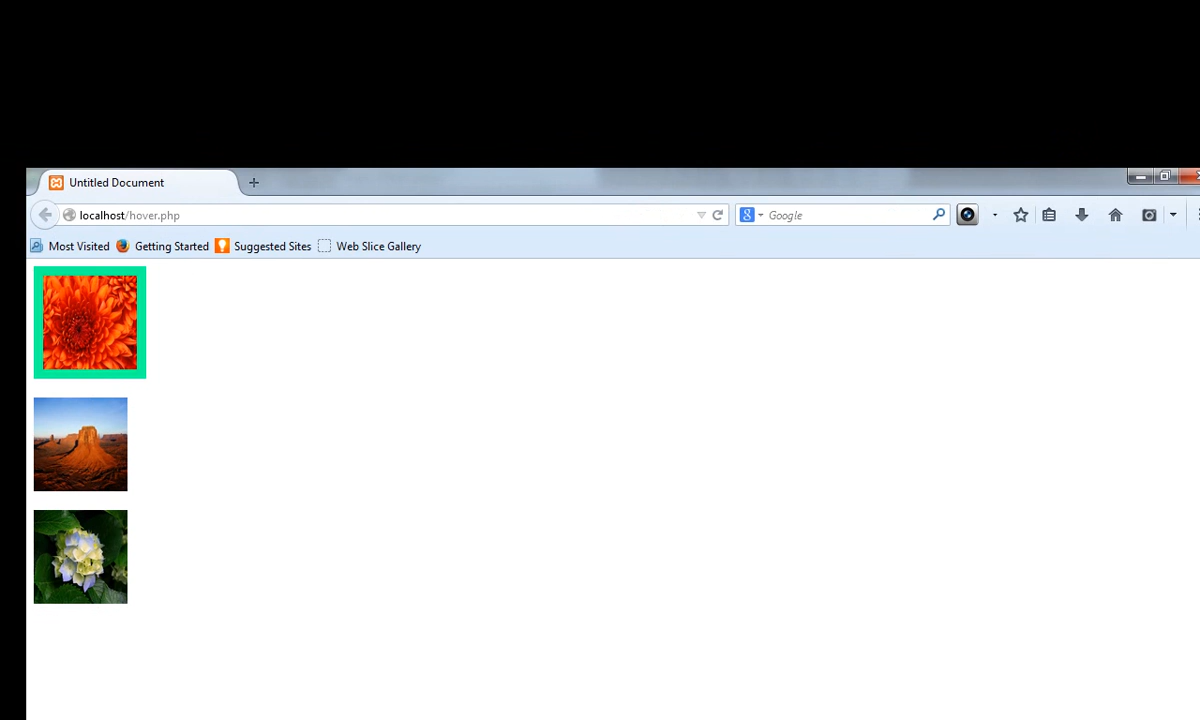 Untitled Document
localhost/hover.php
Google
Most Visited Getting Started Suggested Sites Web Slice Gallery